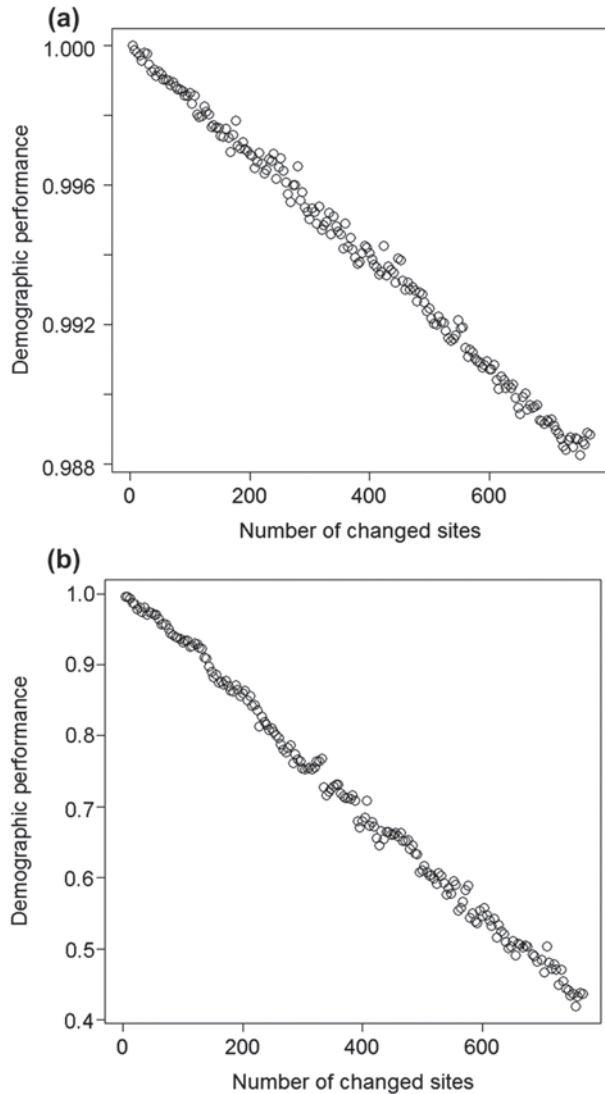 (a)
1.000
0.996
0.992
0.988
Demographic performance
0 200 400 600
Number of changed sites
(b)
1.0
0.9
0.8
0.7
0.6
0.5
0.4
Demographic performance
0 200 400 600
Number of changed sites